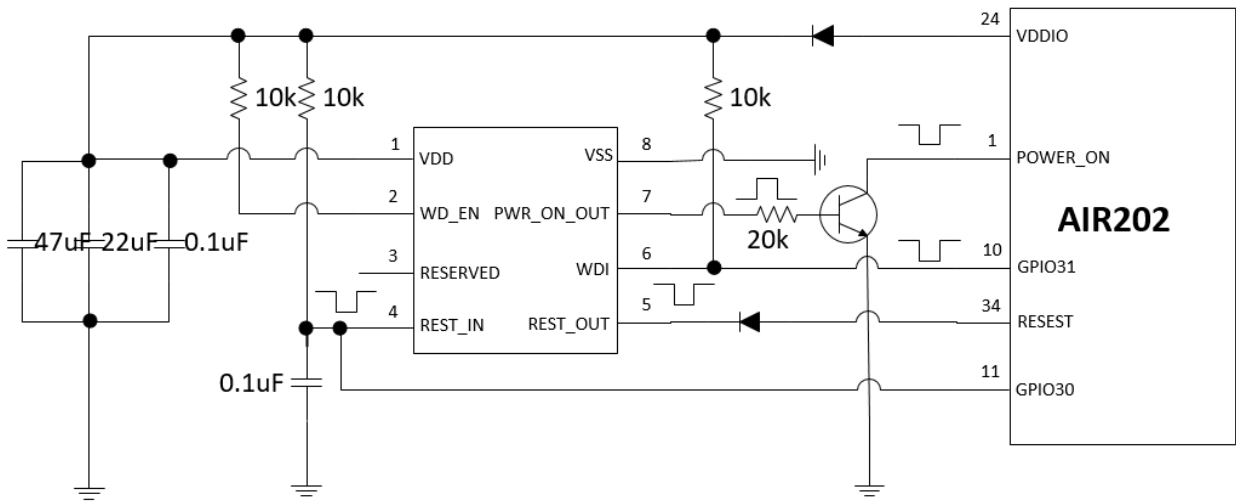 24
VDDIO
10k
10k
10k
1
VDD
VSS
8
1
POWER_ON
2
WD_EN
PWR_ON_OUT
7
20k
AIR202
3
RESERVED
WDI
6
10
GPIO31
4
REST_IN
REST_OUT
5
34
RESEST
47uF
22uF
0.1uF
0.1uF
11
GPIO30